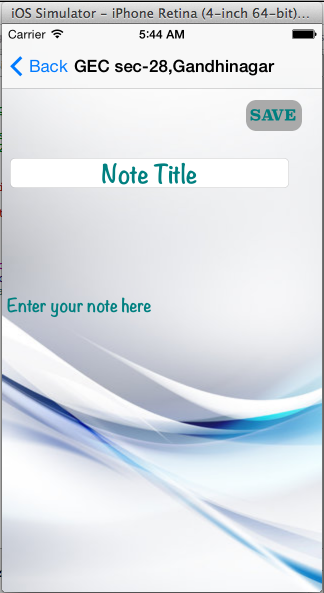 iOS Simulator - iPhone Retina (4-inch 64-bit)...
Carrier 5:44 AM
Back GEC sec-28,Gandhinagar
SAVE
Note Title
Enter your note here